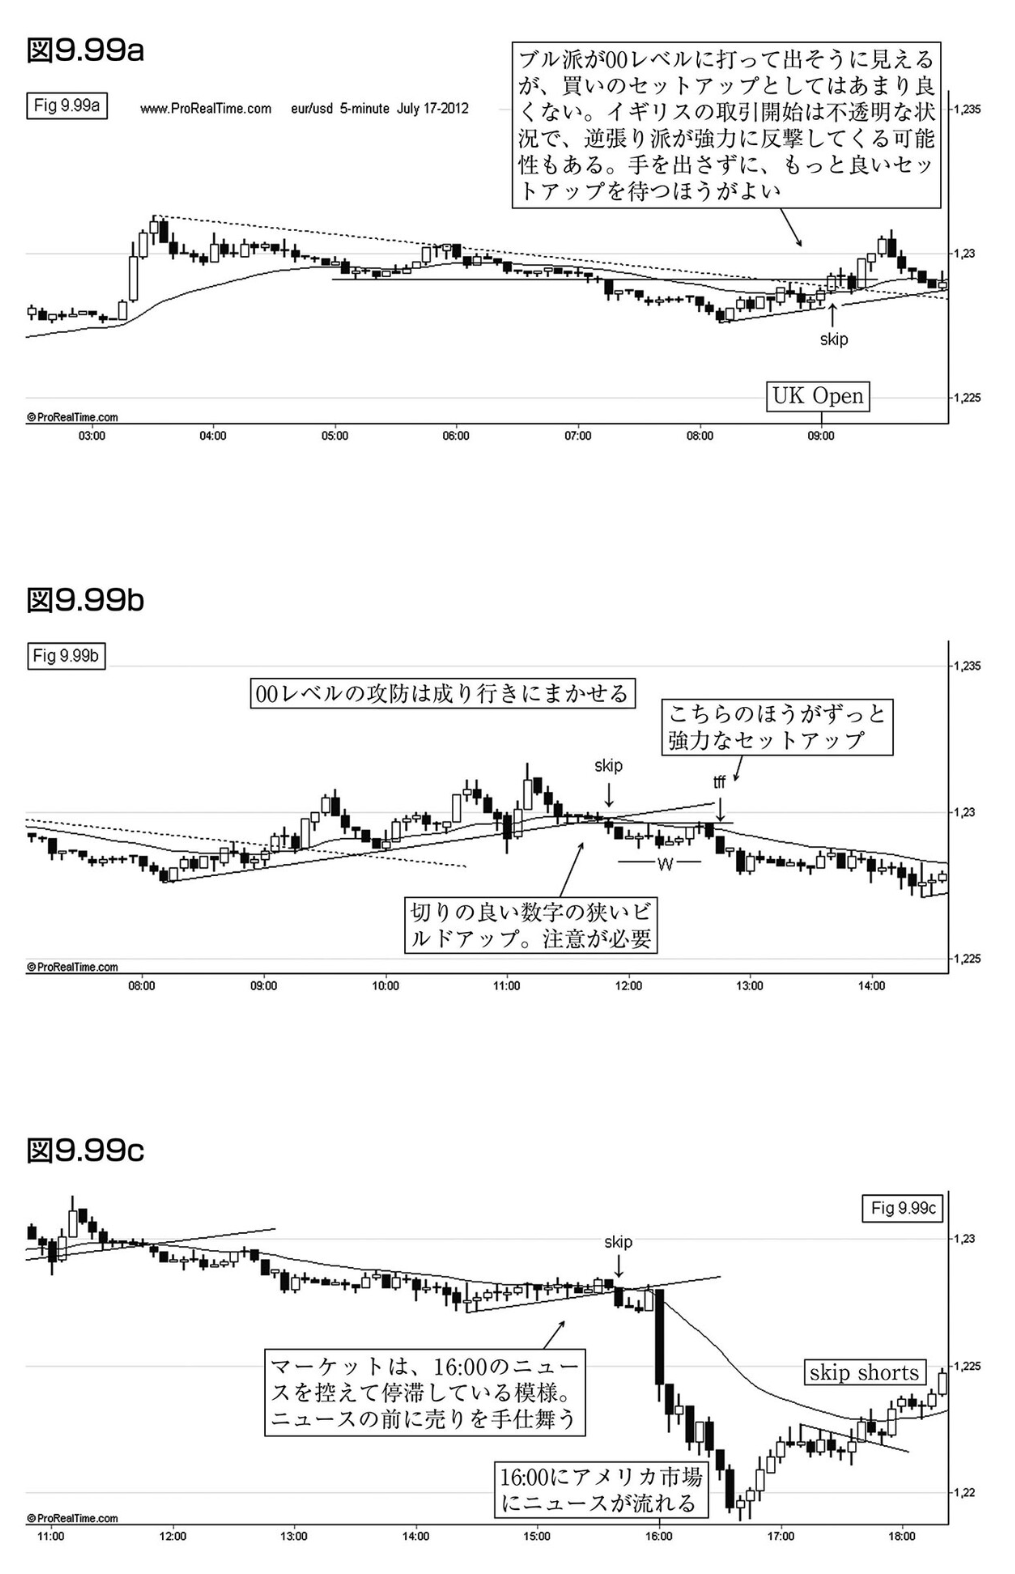 図9.99a
Fig 9.99a
www.ProRealTime.com eur/usd 5-minute July 17-2012
ブル派が00レベルに打って出そうに見える
が、買いのセットアップとしてはあまり良
くない。イギリスの取引開始は不透明な状
況で、逆張り派が強力に反撃してくる可能
性もある。手を出さずに、もっと良いセッ
トアップを待つほうがよい
1,235
1,23
skip
UK Open
1,225
©ProRealTime.com
03:00 04:00 05:00 06:00 07:00 08:00 09:00
図9.99b
Fig 9.99b
1,235
00レベルの攻防は成り行きにまかせる
こちらのほうがずっと
強力なセットアップ
skip
tff
1,23
W
切りの良い数字の狭いビ
ルドアップ。注意が必要
1,225
©ProRealTime.com
08:00 09:00 10:00 11:00 12:00 13:00 14:00
図9.99c
Fig 9.99c
1,23
skip
マーケットは、16:00のニュー
スを控えて停滞している模様。
ニュースの前に売りを手仕舞う
1,225
skip shorts
16:00にアメリカ市場
にニュースが流れる
1,22
©ProRealTime.com
11:00 12:00 13:00 14:00 15:00 16:00 17:00 18:00